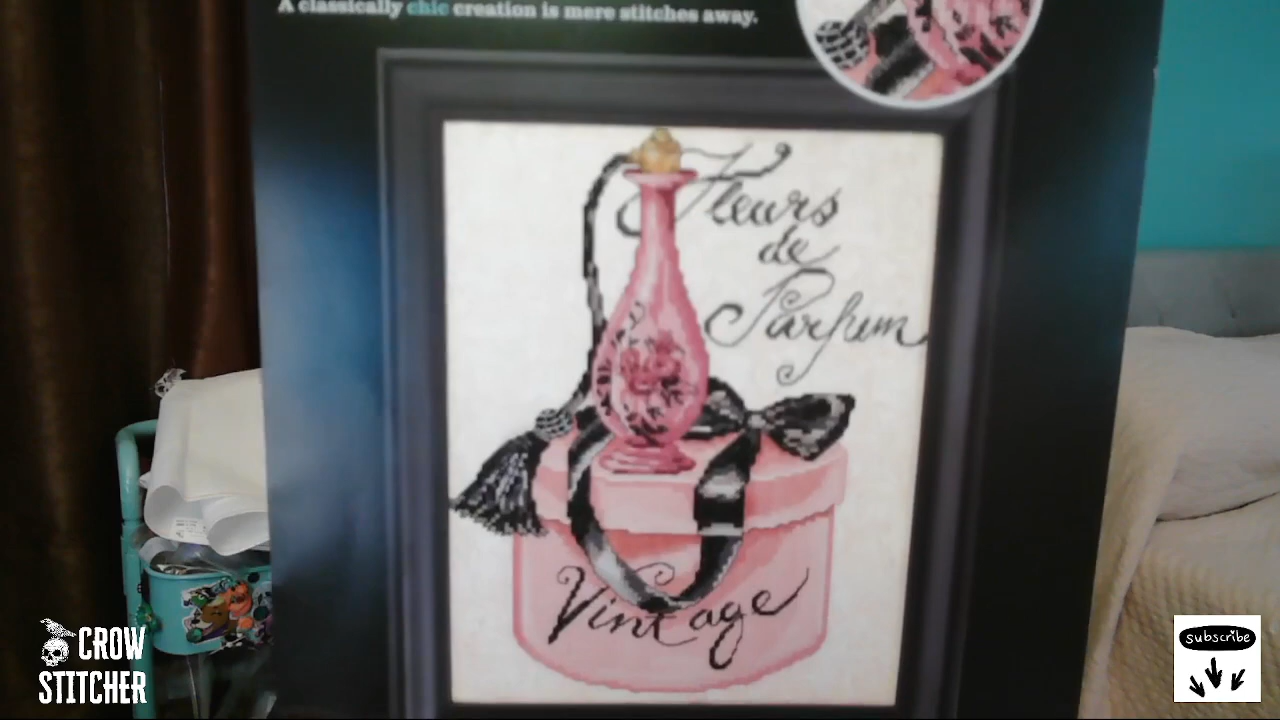 A classically chic creation is mere stitches away.
Fleurs
de
Parfum
Vintage
CROW
STITCHER
subscribe